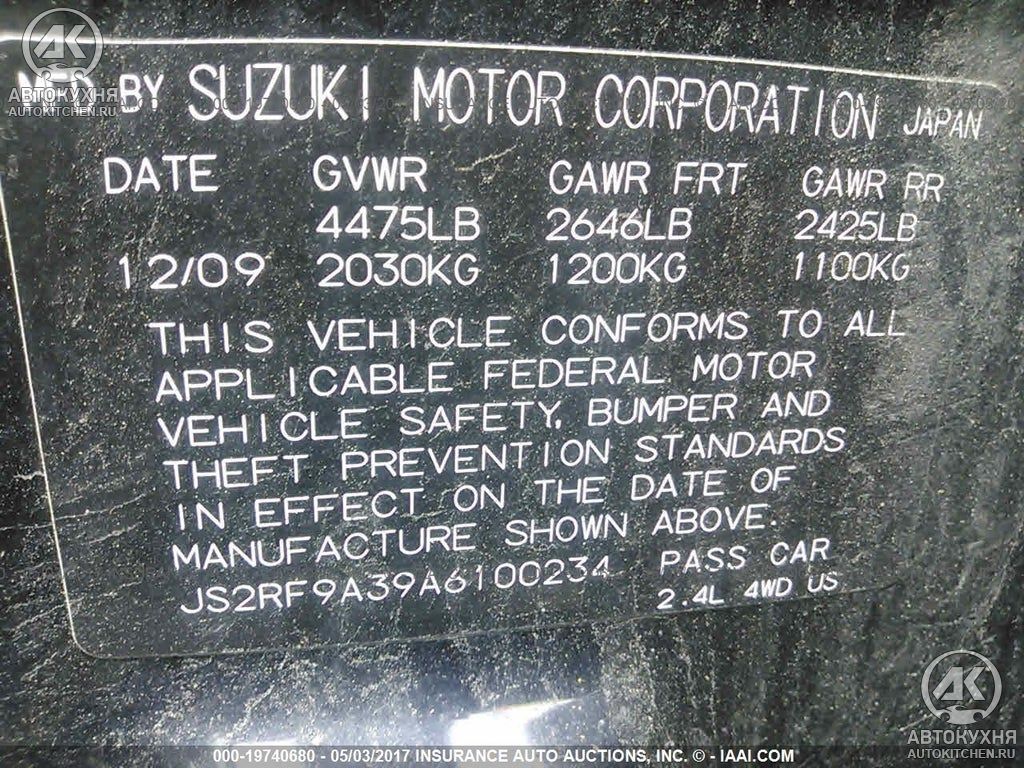 АК
АВТОКУХНЯ
AUTOKITCHEN.RU
MFD BY SUZUKI MOTOR CORPORATION JAPAN
DATE GVWR GAWR FRT GAWR RR
4475LB 2646LB 2425LB
12/09 2030KG 1200KG 1100KG
THIS VEHICLE CONFORMS TO ALL
APPLICABLE FEDERAL MOTOR
VEHICLE SAFETY, BUMPER AND
THEFT PREVENTION STANDARDS
IN EFFECT ON THE DATE OF
MANUFACTURE SHOWN ABOVE.
JS2RF9A39A6100234 PASS CAR
2.4L 4WD US
АК
АВТОКУХНЯ
AUTOKITCHEN.RU
000-19740680 - 05/03/2017 INSURANCE AUTO AUCTIONS, INC. © - IAAI.COM